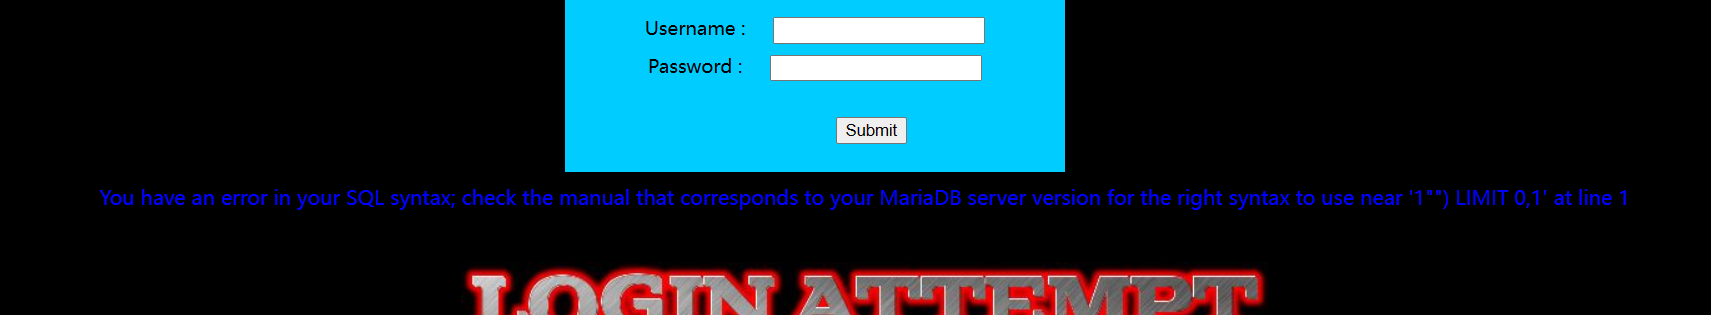 Username :
Password :
Submit
You have an error in your SQL syntax; check the manual that corresponds to your MariaDB server version for the right syntax to use near '1"") LIMIT 0,1' at line 1
LOGIN ATTEMPT